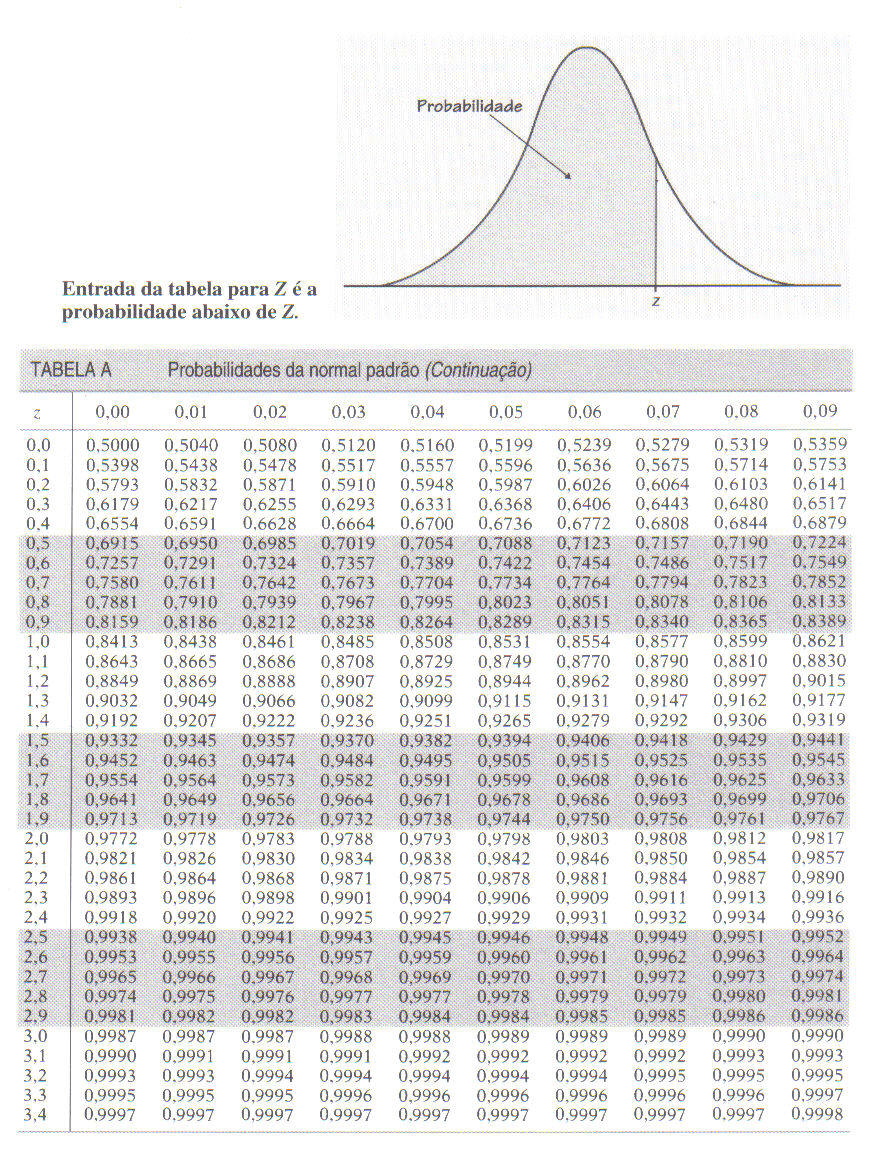 Probabilidade
Entrada da tabela para Z é a
probabilidade abaixo de Z.
z
TABELA A Probabilidades da normal padrão (Continuação)
z 0,00 0,01 0,02 0,03 0,04 0,05 0,06 0,07 0,08 0,09
0,0 0,5000 0,5040 0,5080 0,5120 0,5160 0,5199 0,5239 0,5279 0,5319 0,5359
0,1 0,5398 0,5438 0,5478 0,5517 0,5557 0,5596 0,5636 0,5675 0,5714 0,5753
0,2 0,5793 0,5832 0,5871 0,5910 0,5948 0,5987 0,6026 0,6064 0,6103 0,6141
0,3 0,6179 0,6217 0,6255 0,6293 0,6331 0,6368 0,6406 0,6443 0,6480 0,6517
0,4 0,6554 0,6591 0,6628 0,6664 0,6700 0,6736 0,6772 0,6808 0,6844 0,6879
0,5 0,6915 0,6950 0,6985 0,7019 0,7054 0,7088 0,7123 0,7157 0,7190 0,7224
0,6 0,7257 0,7291 0,7324 0,7357 0,7389 0,7422 0,7454 0,7486 0,7517 0,7549
0,7 0,7580 0,7611 0,7642 0,7673 0,7704 0,7734 0,7764 0,7794 0,7823 0,7852
0,8 0,7881 0,7910 0,7939 0,7967 0,7995 0,8023 0,8051 0,8078 0,8106 0,8133
0,9 0,8159 0,8186 0,8212 0,8238 0,8264 0,8289 0,8315 0,8340 0,8365 0,8389
1,0 0,8413 0,8438 0,8461 0,8485 0,8508 0,8531 0,8554 0,8577 0,8599 0,8621
1,1 0,8643 0,8665 0,8686 0,8708 0,8729 0,8749 0,8770 0,8790 0,8810 0,8830
1,2 0,8849 0,8869 0,8888 0,8907 0,8925 0,8944 0,8962 0,8980 0,8997 0,9015
1,3 0,9032 0,9049 0,9066 0,9082 0,9099 0,9115 0,9131 0,9147 0,9162 0,9177
1,4 0,9192 0,9207 0,9222 0,9236 0,9251 0,9265 0,9279 0,9292 0,9306 0,9319
1,5 0,9332 0,9345 0,9357 0,9370 0,9382 0,9394 0,9406 0,9418 0,9429 0,9441
1,6 0,9452 0,9463 0,9474 0,9484 0,9495 0,9505 0,9515 0,9525 0,9535 0,9545
1,7 0,9554 0,9564 0,9573 0,9582 0,9591 0,9599 0,9608 0,9616 0,9625 0,9633
1,8 0,9641 0,9649 0,9656 0,9664 0,9671 0,9678 0,9686 0,9693 0,9699 0,9706
1,9 0,9713 0,9719 0,9726 0,9732 0,9738 0,9744 0,9750 0,9756 0,9761 0,9767
2,0 0,9772 0,9778 0,9783 0,9788 0,9793 0,9798 0,9803 0,9808 0,9812 0,9817
2,1 0,9821 0,9826 0,9830 0,9834 0,9838 0,9842 0,9846 0,9850 0,9854 0,9857
2,2 0,9861 0,9864 0,9868 0,9871 0,9875 0,9878 0,9881 0,9884 0,9887 0,9890
2,3 0,9893 0,9896 0,9898 0,9901 0,9904 0,9906 0,9909 0,9911 0,9913 0,9916
2,4 0,9918 0,9920 0,9922 0,9925 0,9927 0,9929 0,9931 0,9932 0,9934 0,9936
2,5 0,9938 0,9940 0,9941 0,9943 0,9945 0,9946 0,9948 0,9949 0,9951 0,9952
2,6 0,9953 0,9955 0,9956 0,9957 0,9959 0,9960 0,9961 0,9962 0,9963 0,9964
2,7 0,9965 0,9966 0,9967 0,9968 0,9969 0,9970 0,9971 0,9972 0,9973 0,9974
2,8 0,9974 0,9975 0,9976 0,9977 0,9977 0,9978 0,9979 0,9979 0,9980 0,9981
2,9 0,9981 0,9982 0,9982 0,9983 0,9984 0,9984 0,9985 0,9985 0,9986 0,9986
3,0 0,9987 0,9987 0,9987 0,9988 0,9988 0,9989 0,9989 0,9989 0,9990 0,9990
3,1 0,9990 0,9991 0,9991 0,9991 0,9992 0,9992 0,9992 0,9992 0,9993 0,9993
3,2 0,9993 0,9993 0,9994 0,9994 0,9994 0,9994 0,9994 0,9995 0,9995 0,9995
3,3 0,9995 0,9995 0,9995 0,9996 0,9996 0,9996 0,9996 0,9996 0,9996 0,9997
3,4 0,9997 0,9997 0,9997 0,9997 0,9997 0,9997 0,9997 0,9997 0,9997 0,9998